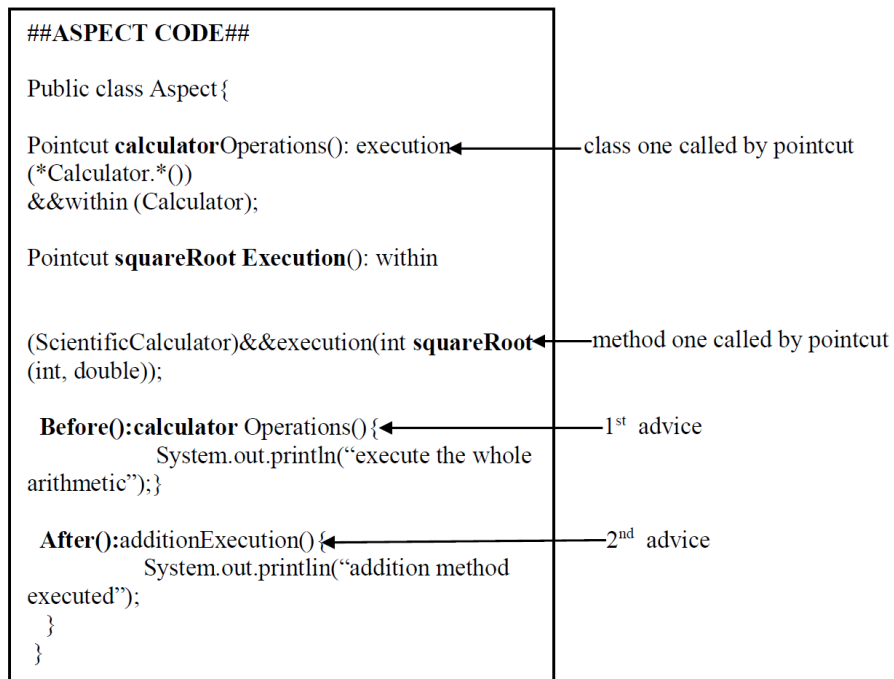 ##ASPECT CODE##
Public class Aspect{
Pointcut calculatorOperations(): execution
class one called by pointcut
(*Calculator.*())
&&within (Calculator);
Pointcut squareRoot Execution(): within
(ScientificCalculator)&&execution(int squareRoot
method one called by pointcut
(int, double));
Before():calculator Operations(){
1st advice
System.out.println(“execute the whole
arithmetic”);}
After():additionExecution(){
2nd advice
System.out.printlin(“addition method
executed”);
}
}